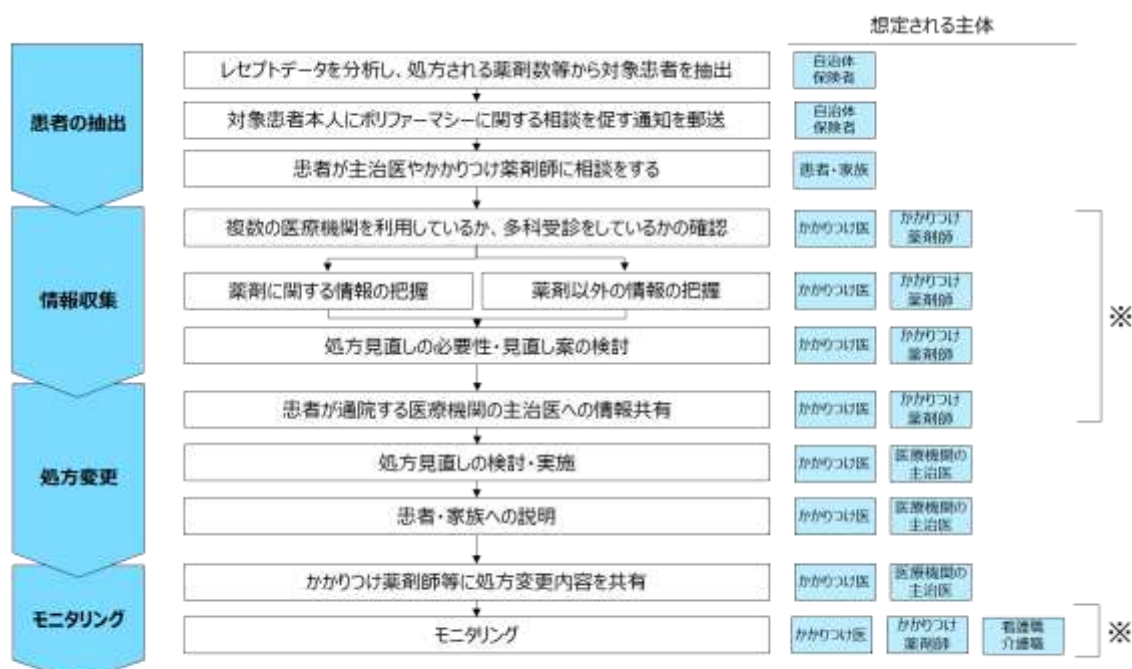 想定される主体
患者の抽出
レセプトデータを分析し、処方される薬剤数等から対象患者を抽出
自治体
保険者
対象患者本人にポリファーマシーに関する相談を促す通知を郵送
自治体
保険者
患者が主治医やかかりつけ薬剤師に相談をする
患者・家族
情報収集
複数の医療機関を利用しているか、多科受診をしているかの確認
かかりつけ医
かかりつけ
薬剤師
薬剤に関する情報の把握
薬剤以外の情報の把握
かかりつけ医
かかりつけ
薬剤師
処方見直しの必要性・見直し案の検討
かかりつけ医
かかりつけ
薬剤師
※
処方変更
患者が通院する医療機関の主治医への情報共有
かかりつけ医
かかりつけ
薬剤師
処方見直しの検討・実施
かかりつけ医
医療機関の
主治医
患者・家族への説明
かかりつけ医
医療機関の
主治医
モニタリング
かかりつけ薬剤師等に処方変更内容を共有
かかりつけ医
医療機関の
主治医
モニタリング
かかりつけ医
かかりつけ
薬剤師
看護職
介護職
※